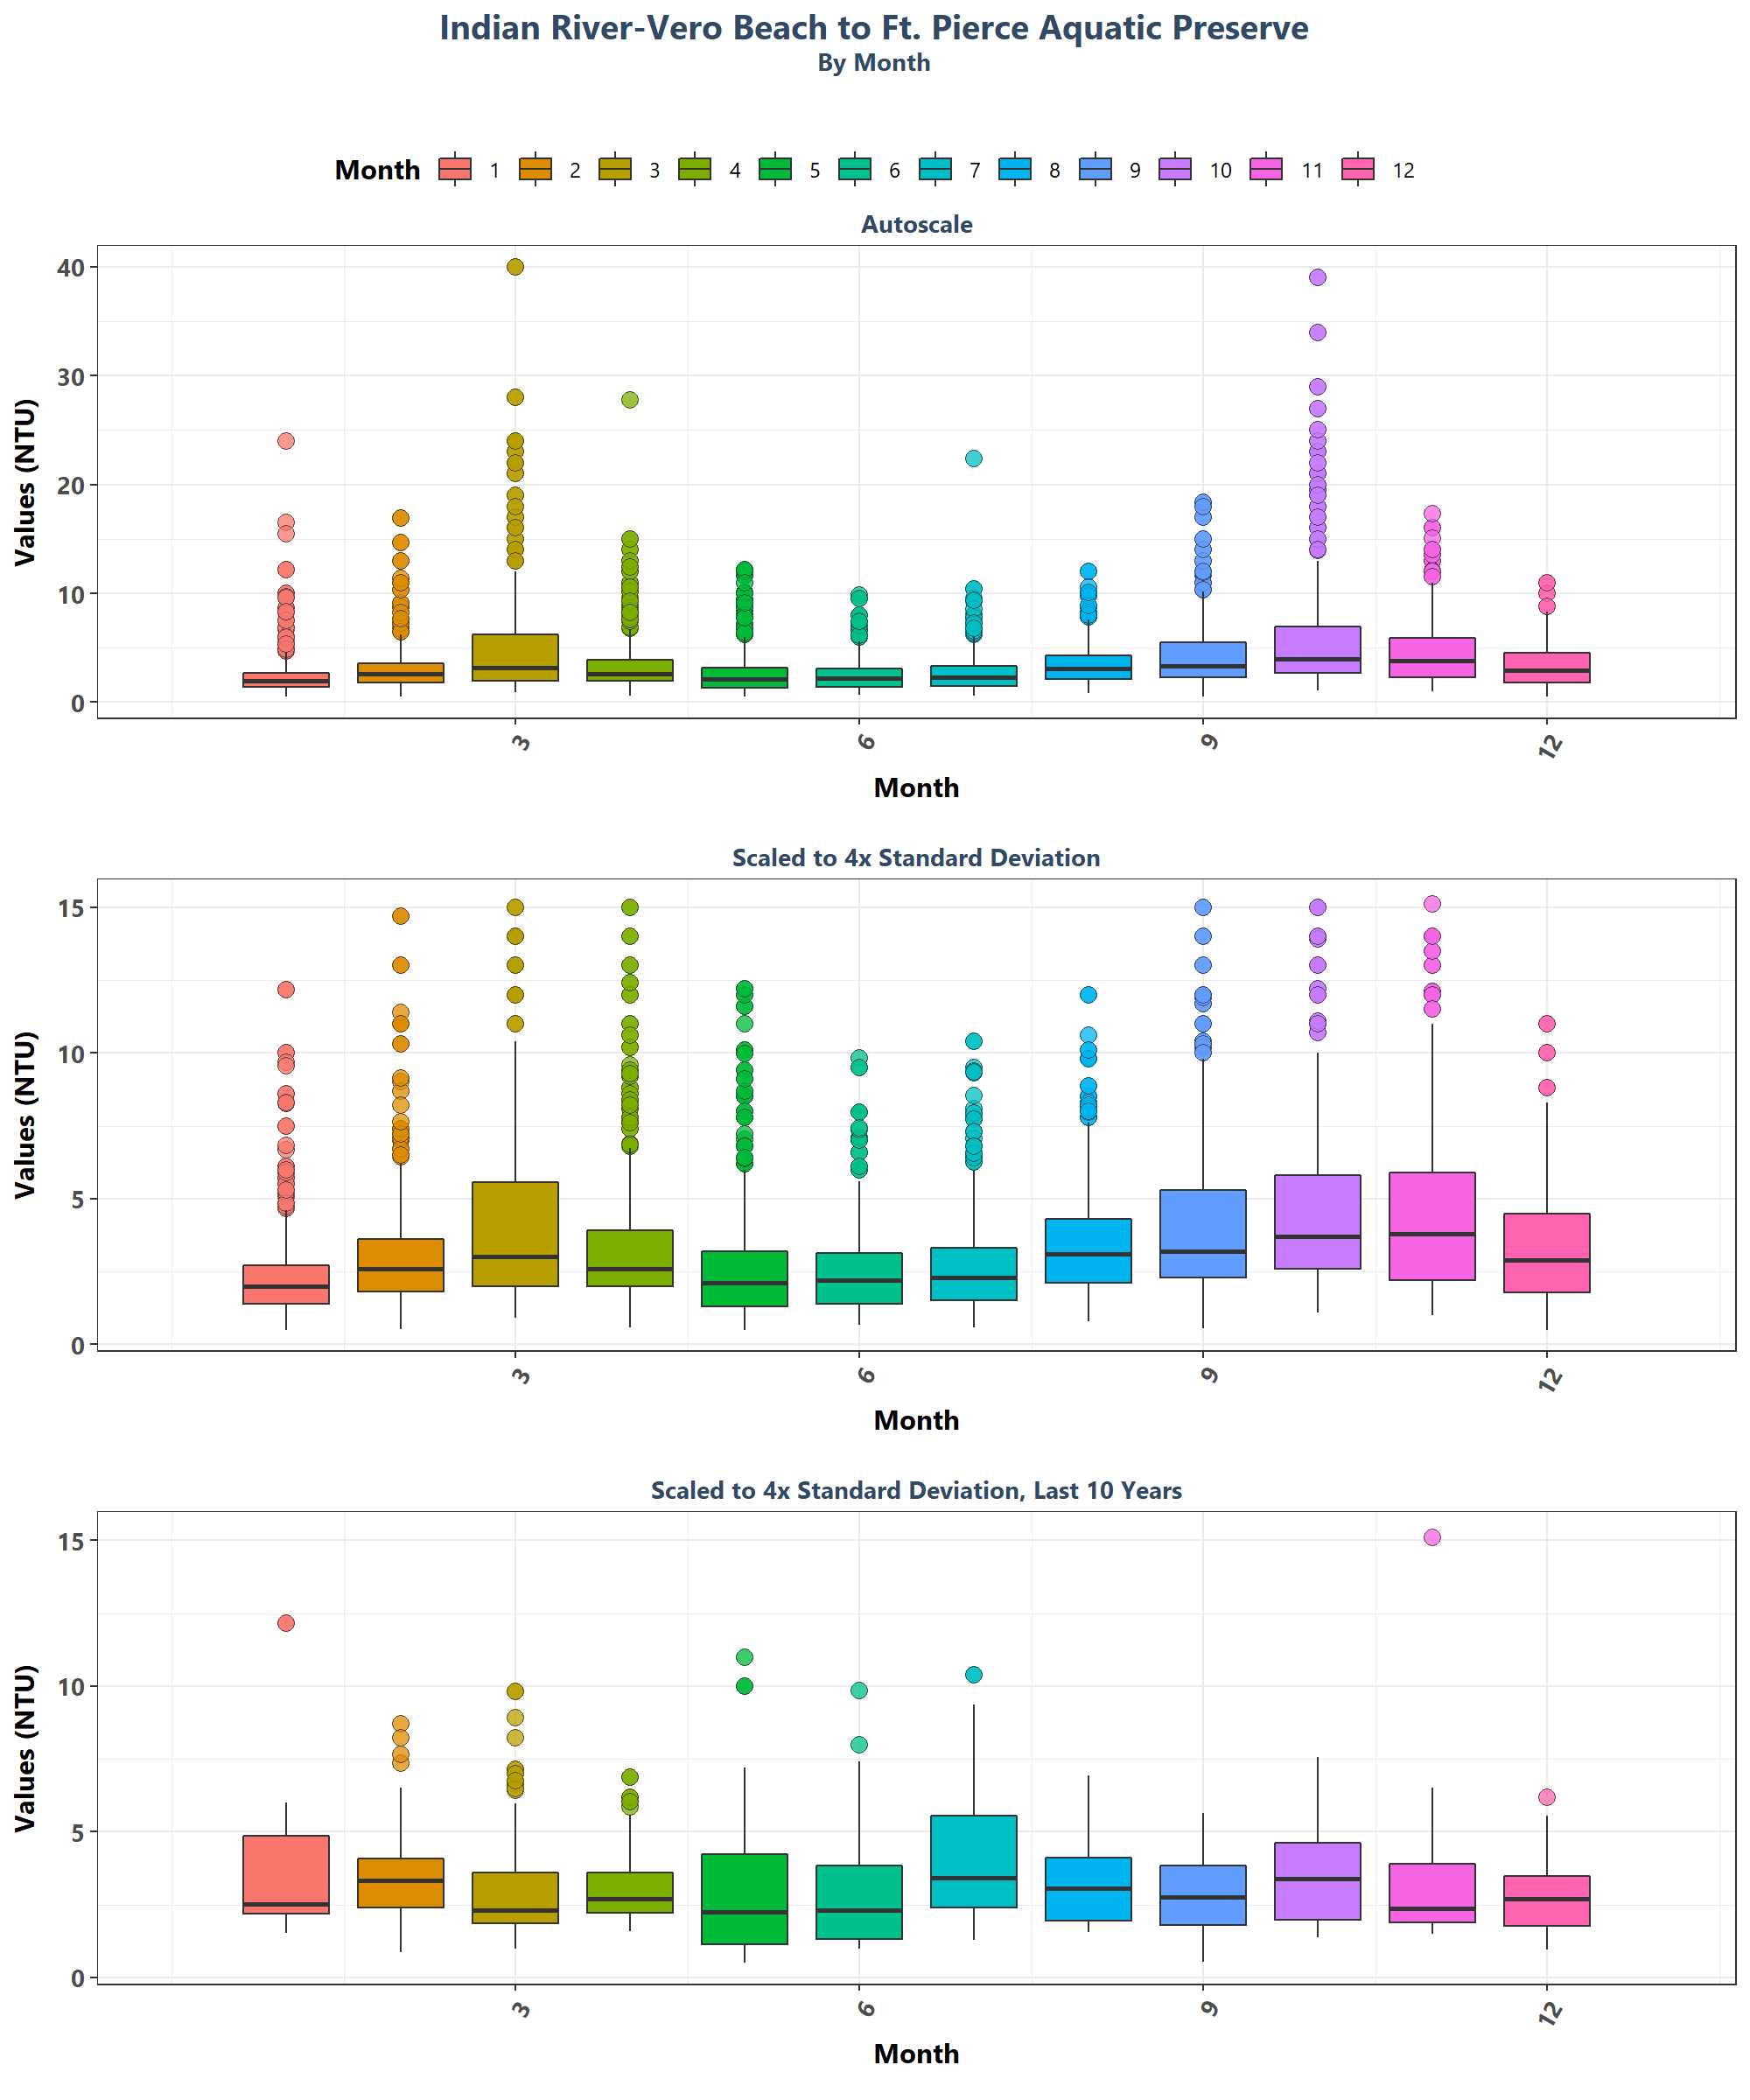 Indian River-Vero Beach to Ft. Pierce Aquatic Preserve
By Month
Month 1 2 3 4 5 6 7 8 9 10 11 12
Autoscale
Values (NTU)
40
30
20
10
0
3 6 9 12
Month
Scaled to 4x Standard Deviation
Values (NTU)
15
10
5
0
3 6 9 12
Month
Scaled to 4x Standard Deviation, Last 10 Years
Values (NTU)
15
10
5
0
3 6 9 12
Month